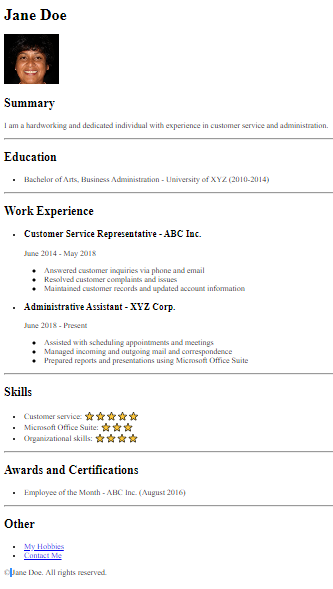 Jane Doe
Summary
I am a hardworking and dedicated individual with experience in customer service and administration.
Education
Bachelor of Arts, Business Administration - University of XYZ (2010-2014)
Work Experience
Customer Service Representative - ABC Inc.
June 2014 - May 2018
Answered customer inquiries via phone and email
Resolved customer complaints and issues
Maintained customer records and updated account information
Administrative Assistant - XYZ Corp.
June 2018 - Present
Assisted with scheduling appointments and meetings
Managed incoming and outgoing mail and correspondence
Prepared reports and presentations using Microsoft Office Suite
Skills
Customer service: ⭐⭐⭐⭐⭐
Microsoft Office Suite: ⭐⭐⭐
Organizational skills: ⭐⭐⭐⭐
Awards and Certifications
Employee of the Month - ABC Inc. (August 2016)
Other
My Hobbies
Contact Me
©Jane Doe. All rights reserved.